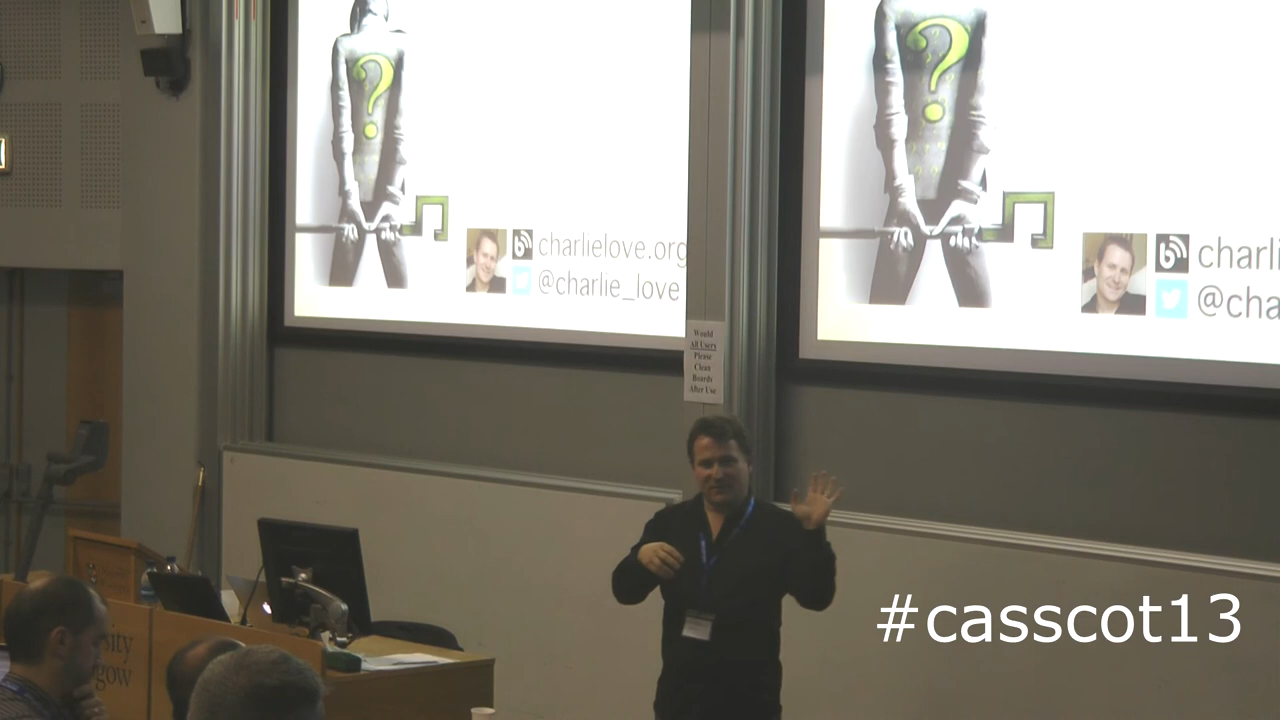 ?
charlielove.org
@charlie_love
?
charli
@cha
Would
All Users
Please
Clean
Boards
After Use
#casscot13
sity
gow